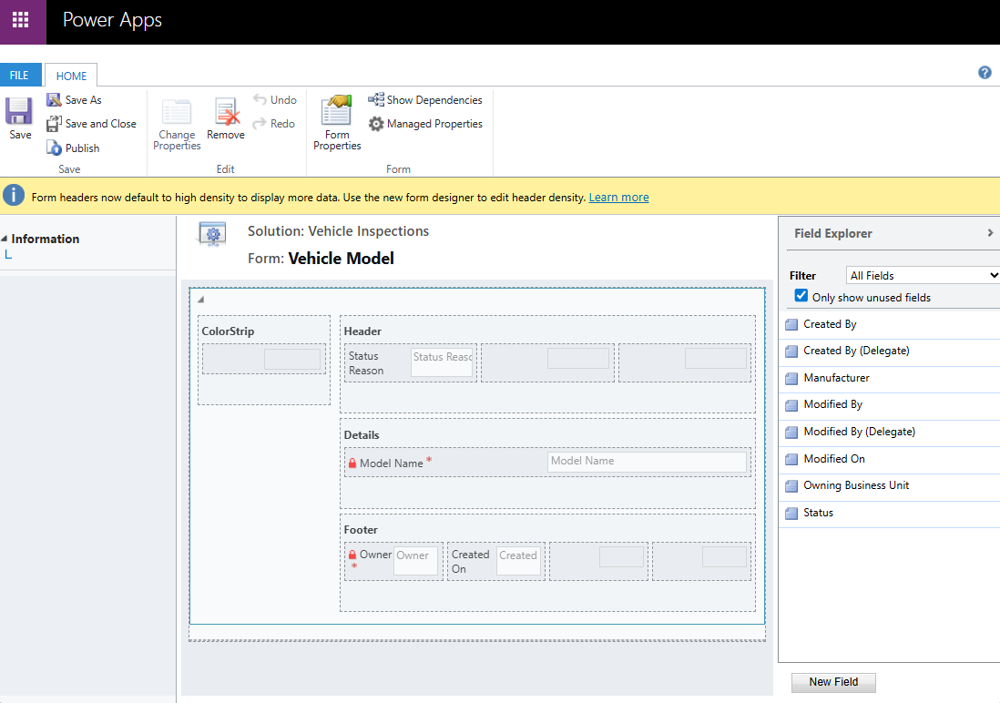 Power Apps
FILE
HOME
Save
Save As
Save and Close
Publish
Save
Change
Properties
Remove
Undo
Redo
Edit
Form
Properties
Show Dependencies
Managed Properties
Form
Form headers now default to high density to display more data. Use the new form designer to edit header density. Learn more
Information
Solution: Vehicle Inspections
Form: Vehicle Model
ColorStrip
Header
Status
Reason
Status Reasc
Details
Model Name *
Model Name
Footer
Owner
*
Owner
Created
On
Created
Field Explorer
Filter
All Fields
Only show unused fields
Created By
Created By (Delegate)
Manufacturer
Modified By
Modified By (Delegate)
Modified On
Owning Business Unit
Status
New Field